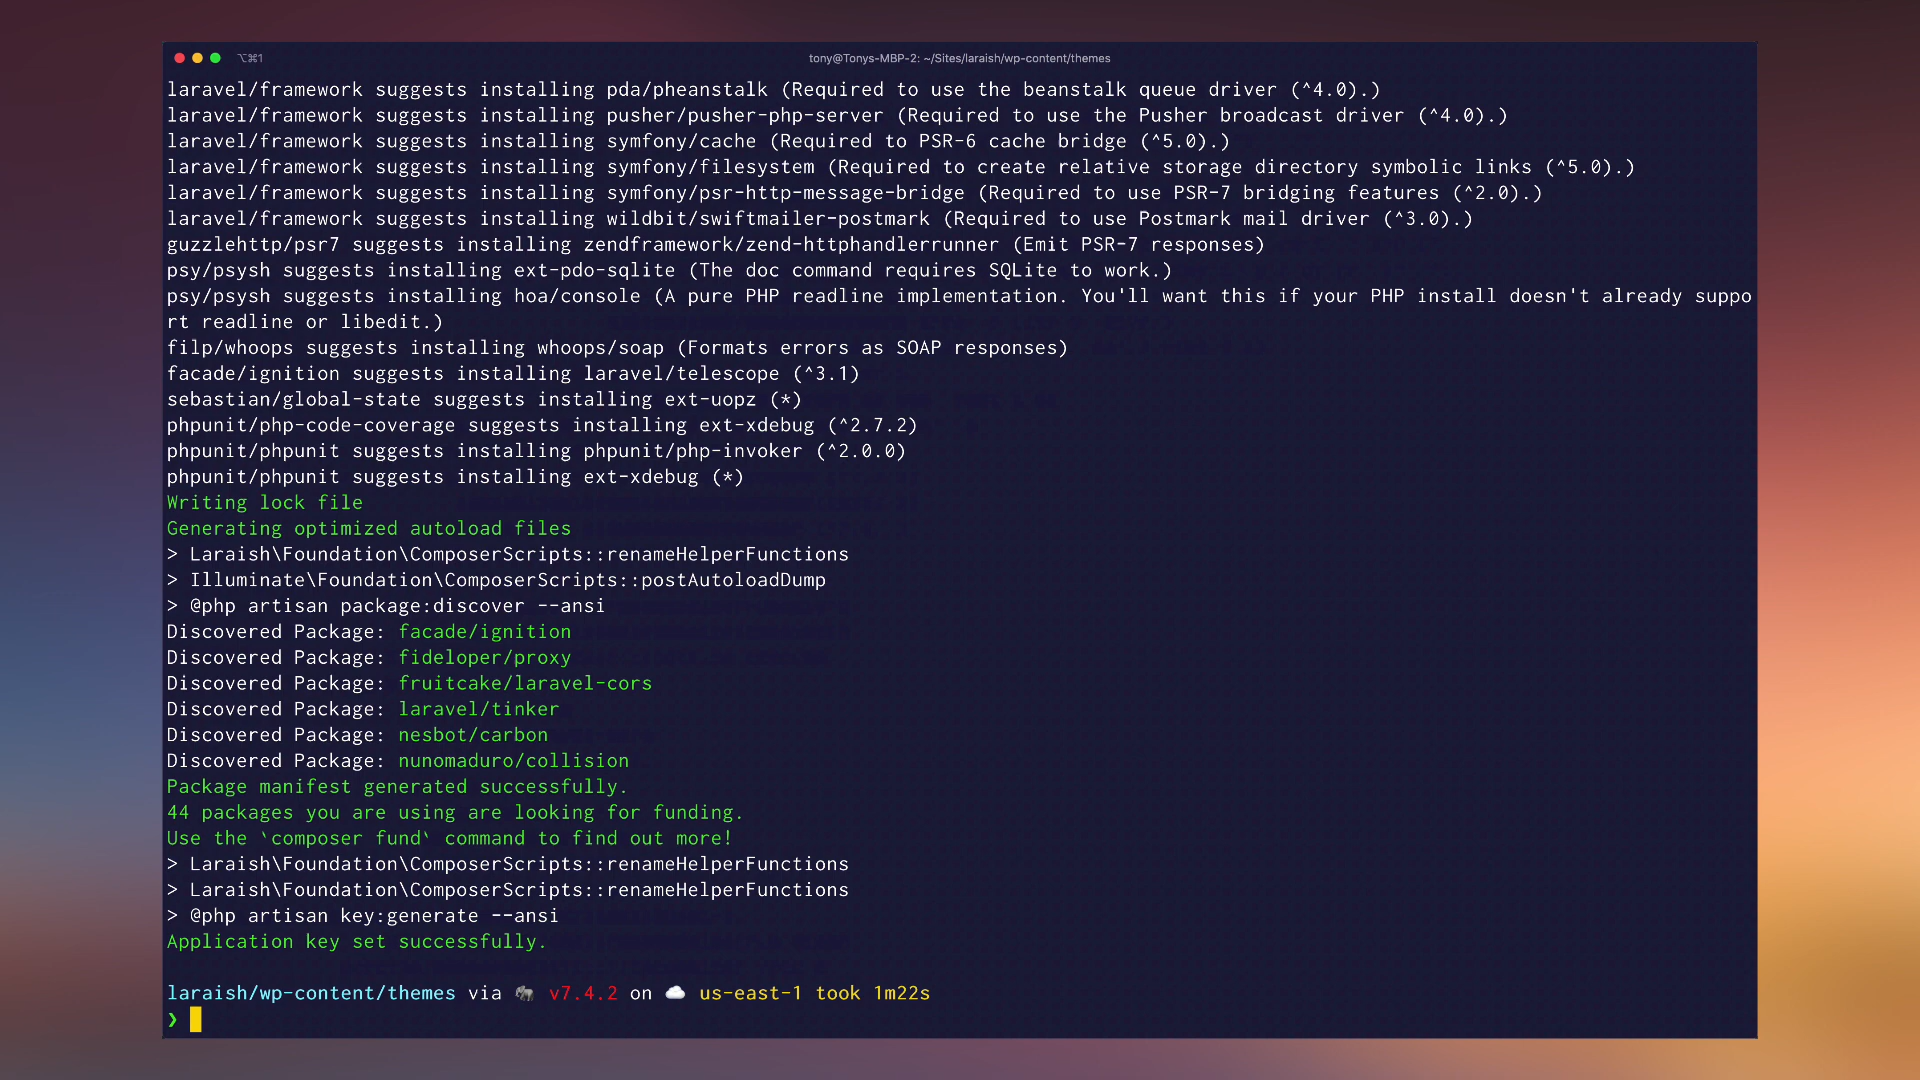 ⌥⌘1
tony@Tonys-MBP-2: ~/Sites/laraish/wp-content/themes
laravel/framework suggests installing pda/pheanstalk (Required to use the beanstalk queue driver (^4.0).)
laravel/framework suggests installing pusher/pusher-php-server (Required to use the Pusher broadcast driver (^4.0).)
laravel/framework suggests installing symfony/cache (Required to PSR-6 cache bridge (^5.0).)
laravel/framework suggests installing symfony/filesystem (Required to create relative storage directory symbolic links (^5.0).)
laravel/framework suggests installing symfony/psr-http-message-bridge (Required to use PSR-7 bridging features (^2.0).)
laravel/framework suggests installing wildbit/swiftmailer-postmark (Required to use Postmark mail driver (^3.0).)
guzzlehttp/psr7 suggests installing zendframework/zend-httphandlerrunner (Emit PSR-7 responses)
psy/psysh suggests installing ext-pdo-sqlite (The doc command requires SQLite to work.)
psy/psysh suggests installing hoa/console (A pure PHP readline implementation. You'll want this if your PHP install doesn't already suppo
rt readline or libedit.)
filp/whoops suggests installing whoops/soap (Formats errors as SOAP responses)
facade/ignition suggests installing laravel/telescope (^3.1)
sebastian/global-state suggests installing ext-uopz (*)
phpunit/php-code-coverage suggests installing ext-xdebug (^2.7.2)
phpunit/phpunit suggests installing phpunit/php-invoker (^2.0.0)
phpunit/phpunit suggests installing ext-xdebug (*)
Writing lock file
Generating optimized autoload files
> Laraish\Foundation\ComposerScripts::renameHelperFunctions
> Illuminate\Foundation\ComposerScripts::postAutoloadDump
> @php artisan package:discover --ansi
Discovered Package: facade/ignition
Discovered Package: fideloper/proxy
Discovered Package: fruitcake/laravel-cors
Discovered Package: laravel/tinker
Discovered Package: nesbot/carbon
Discovered Package: nunomaduro/collision
Package manifest generated successfully.
44 packages you are using are looking for funding.
Use the `composer fund` command to find out more!
> Laraish\Foundation\ComposerScripts::renameHelperFunctions
> Laraish\Foundation\ComposerScripts::renameHelperFunctions
> @php artisan key:generate --ansi
Application key set successfully.
laraish/wp-content/themes via 🐘 v7.4.2 on ☁️ us-east-1 took 1m22s
❯